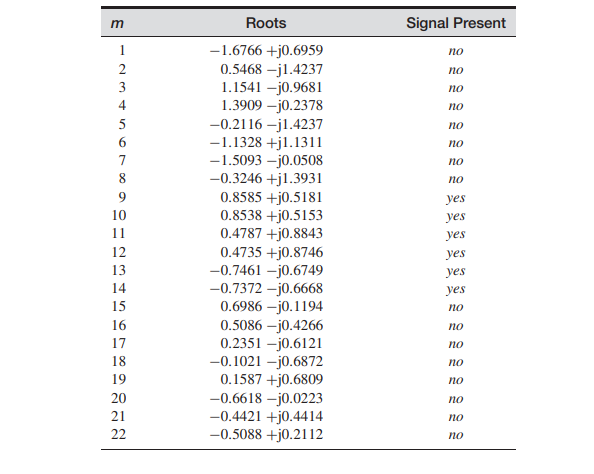 m Roots Signal Present
1 −1.6766 +j0.6959 no
2 0.5468 −j1.4237 no
3 1.1541 −j0.9681 no
4 1.3909 −j0.2378 no
5 −0.2116 −j1.4237 no
6 −1.1328 +j1.1311 no
7 −1.5093 −j0.0508 no
8 −0.3246 +j1.3931 no
9 0.8585 +j0.5181 yes
10 0.8538 +j0.5153 yes
11 0.4787 +j0.8843 yes
12 0.4735 +j0.8746 yes
13 −0.7461 −j0.6749 yes
14 −0.7372 −j0.6668 yes
15 0.6986 −j0.1194 no
16 0.5086 −j0.4266 no
17 0.2351 −j0.6121 no
18 −0.1021 −j0.6872 no
19 0.1587 +j0.6809 no
20 −0.6618 −j0.0223 no
21 −0.4421 +j0.4414 no
22 −0.5088 +j0.2112 no